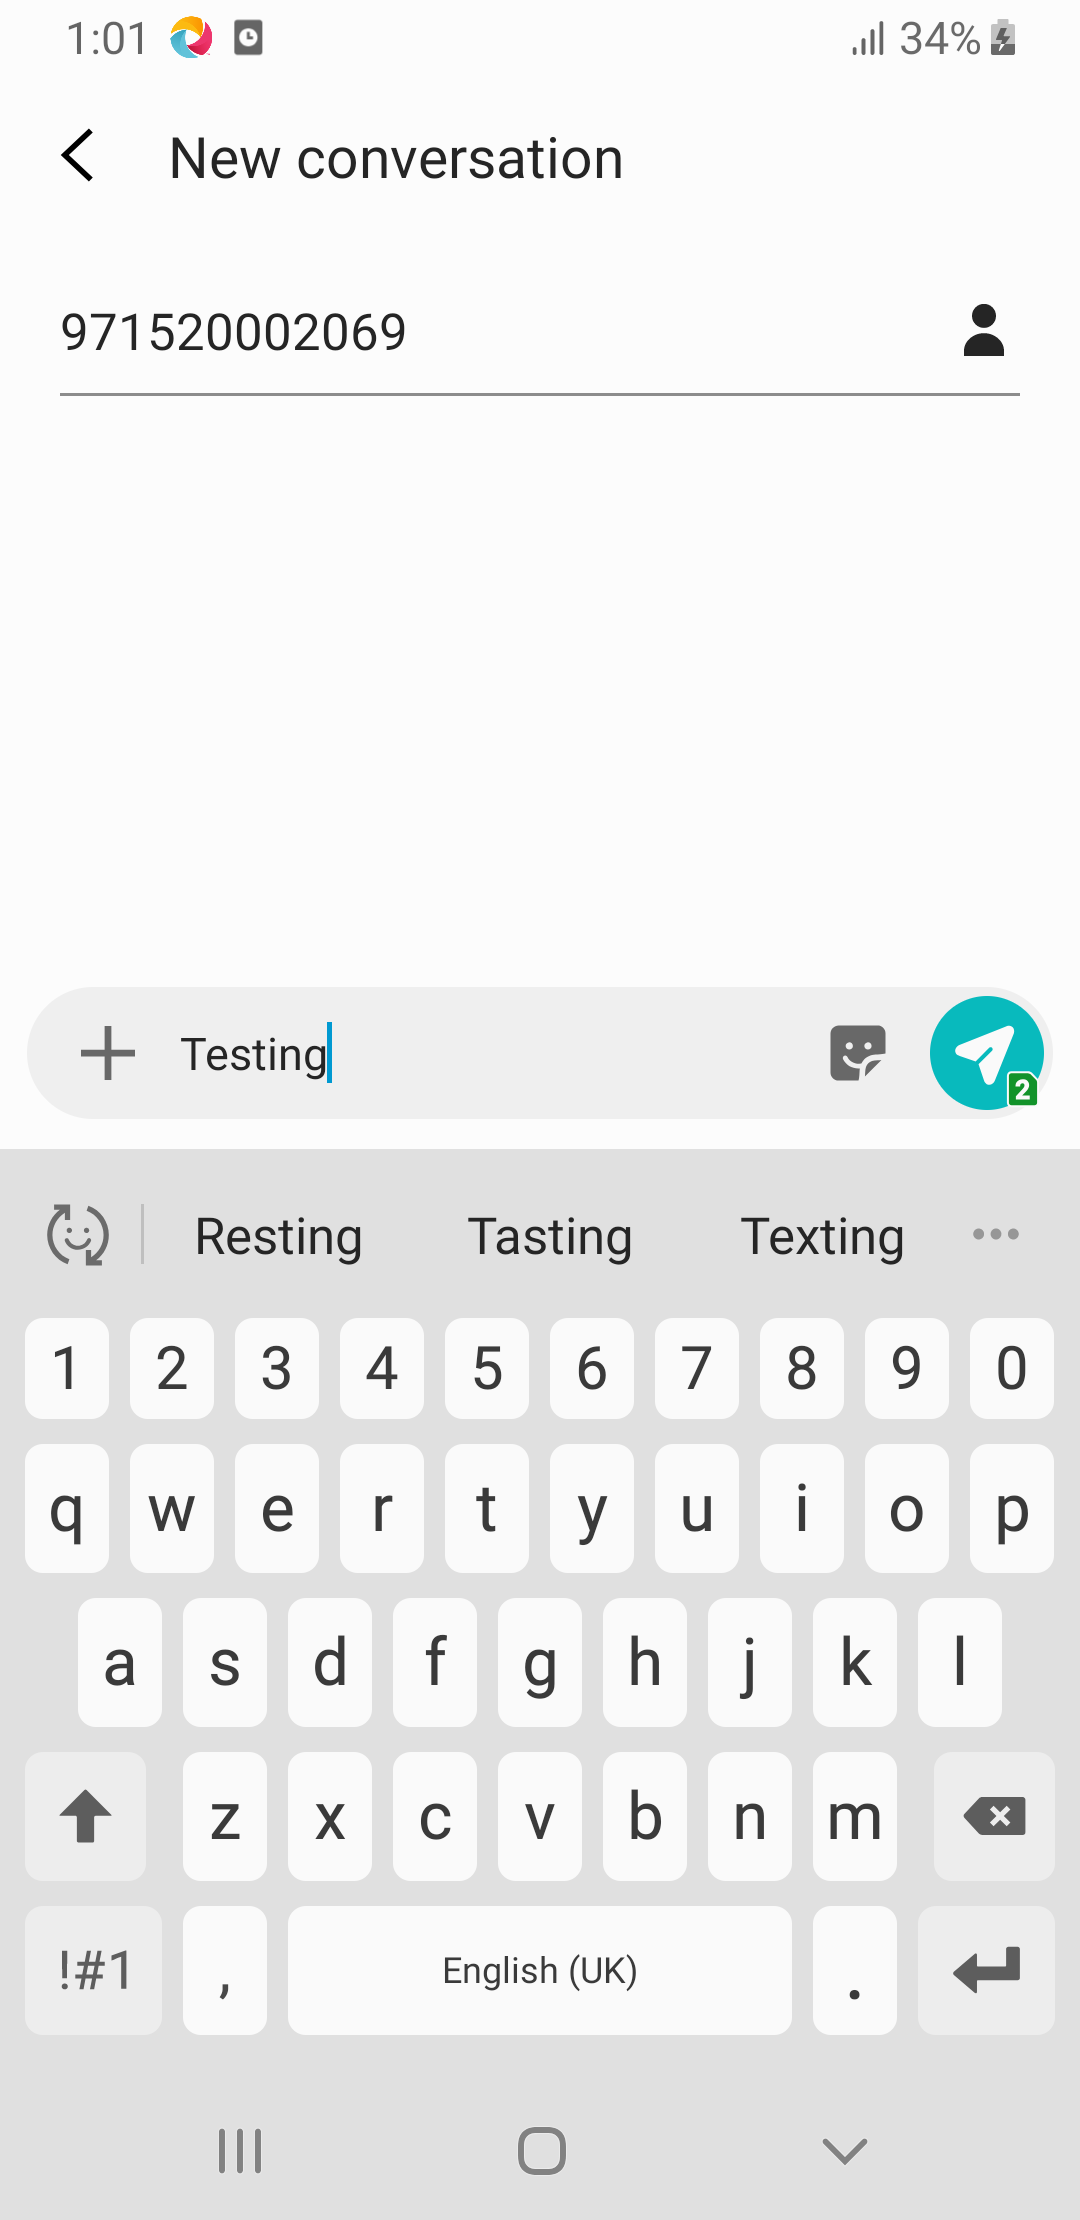 1:01 34%
New conversation
971520002069
Testing
2
Resting Tasting Texting
1 2 3 4 5 6 7 8 9 0
q w e r t y u i o p
a s d f g h j k l
z x c v b n m
!#1 , English (UK) .